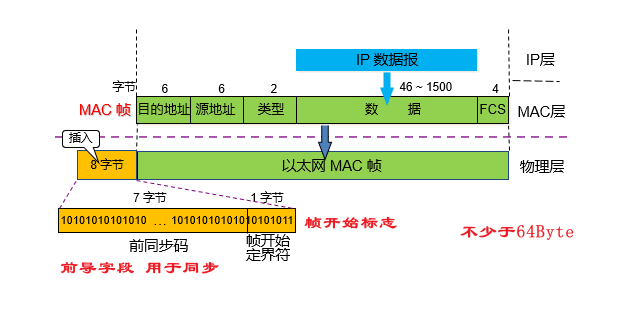 IP 数据报
IP层
字节
6
6
2
46 ~ 1500
4
MAC 帧
目的地址
源地址
类型
数 据
FCS
MAC层
插入
8 字节
以太网 MAC 帧
物理层
7 字节
1 字节
10101010101010 … 10101010101010101011
帧开始标志
不少于64Byte
前同步码
帧开始
定界符
前导字段 用于同步